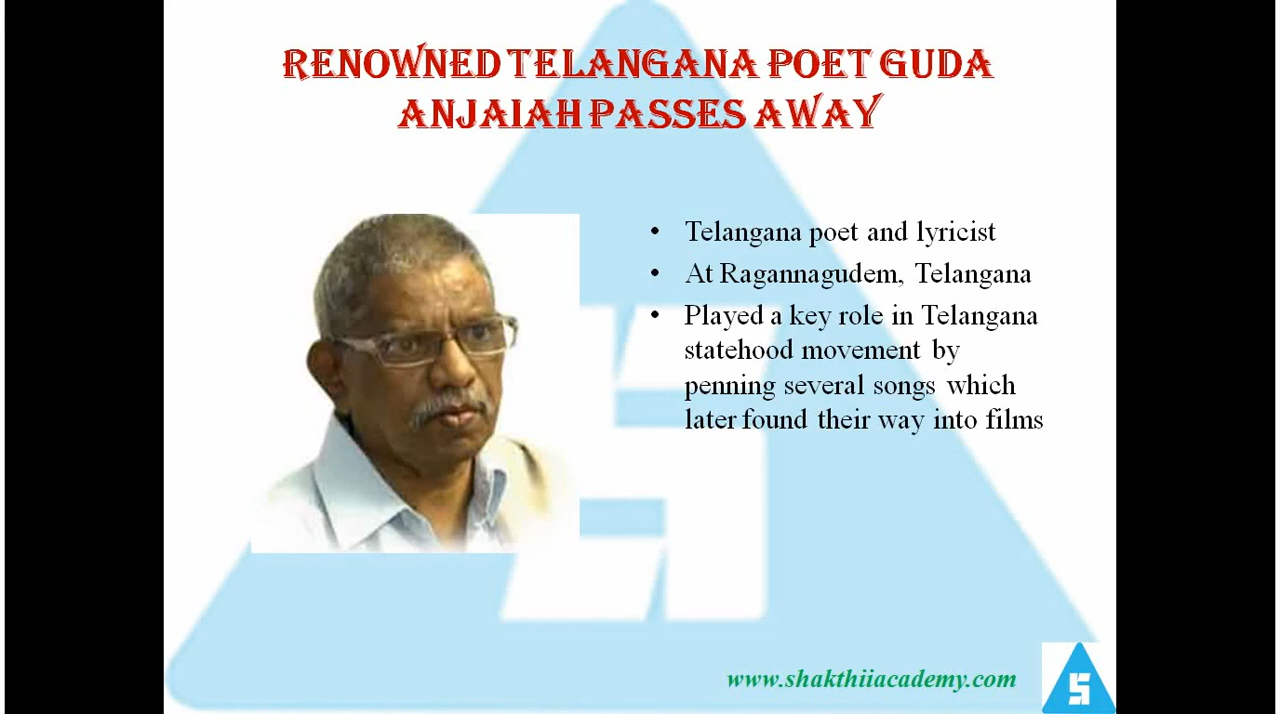 RENOWNED TELANGANA POET GUDA
ANJAIAH PASSES AWAY
• Telangana poet and lyricist
• At Ragannagudem, Telangana
• Played a key role in Telangana
statehood movement by
penning several songs which
later found their way into films
www.shakthiiacademy.com